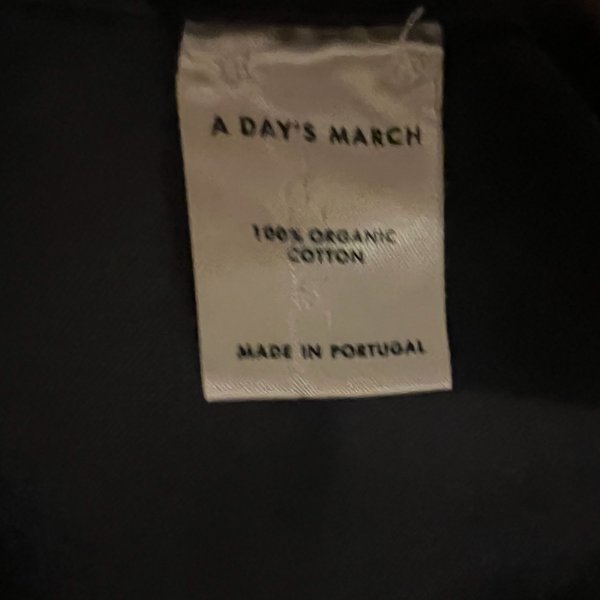 A DAY'S MARCH
100% ORGANIC
COTTON
MADE IN PORTUGAL